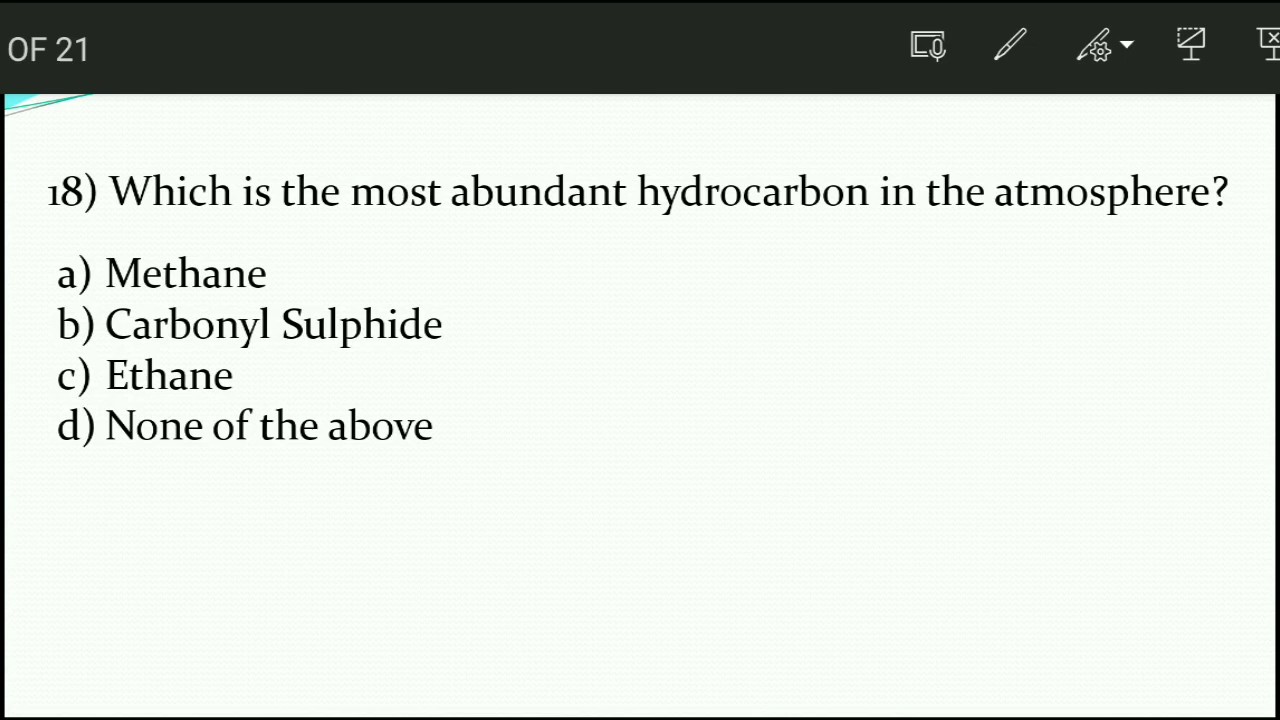 OF 21
18) Which is the most abundant hydrocarbon in the atmosphere?
a) Methane
b) Carbonyl Sulphide
c) Ethane
d) None of the above